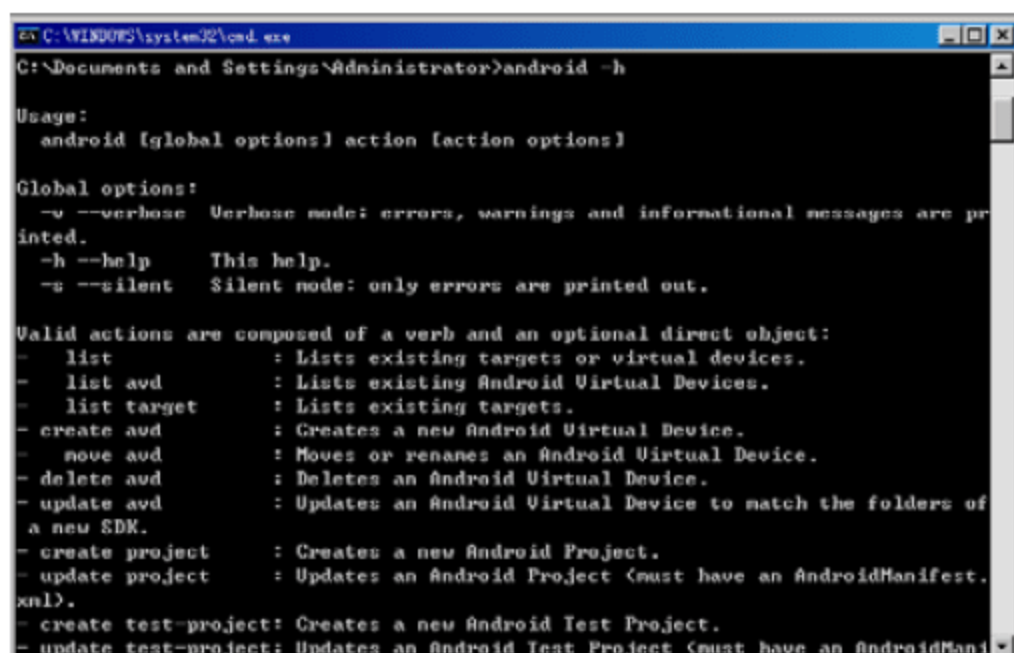 C:\WINDOWS\system32\cmd.exe
C:\Documents and Settings\Administrator>android -h
Usage:
android [global options] action [action options]
Global options:
-v --verbose  Verbose mode: errors, warnings and informational messages are pr
inted.
-h --help     This help.
-s --silent   Silent mode: only errors are printed out.
Valid actions are composed of a verb and an optional direct object:
-   list              : Lists existing targets or virtual devices.
-   list avd          : Lists existing Android Virtual Devices.
-   list target       : Lists existing targets.
- create avd          : Creates a new Android Virtual Device.
-   move avd          : Moves or renames an Android Virtual Device.
- delete avd          : Deletes an Android Virtual Device.
- update avd          : Updates an Android Virtual Device to match the folders of
a new SDK.
- create project      : Creates a new Android Project.
- update project      : Updates an Android Project (must have an AndroidManifest.
xml).
- create test-project: Creates a new Android Test Project.
- update test-project: Updates an Android Test Project (must have an AndroidMani